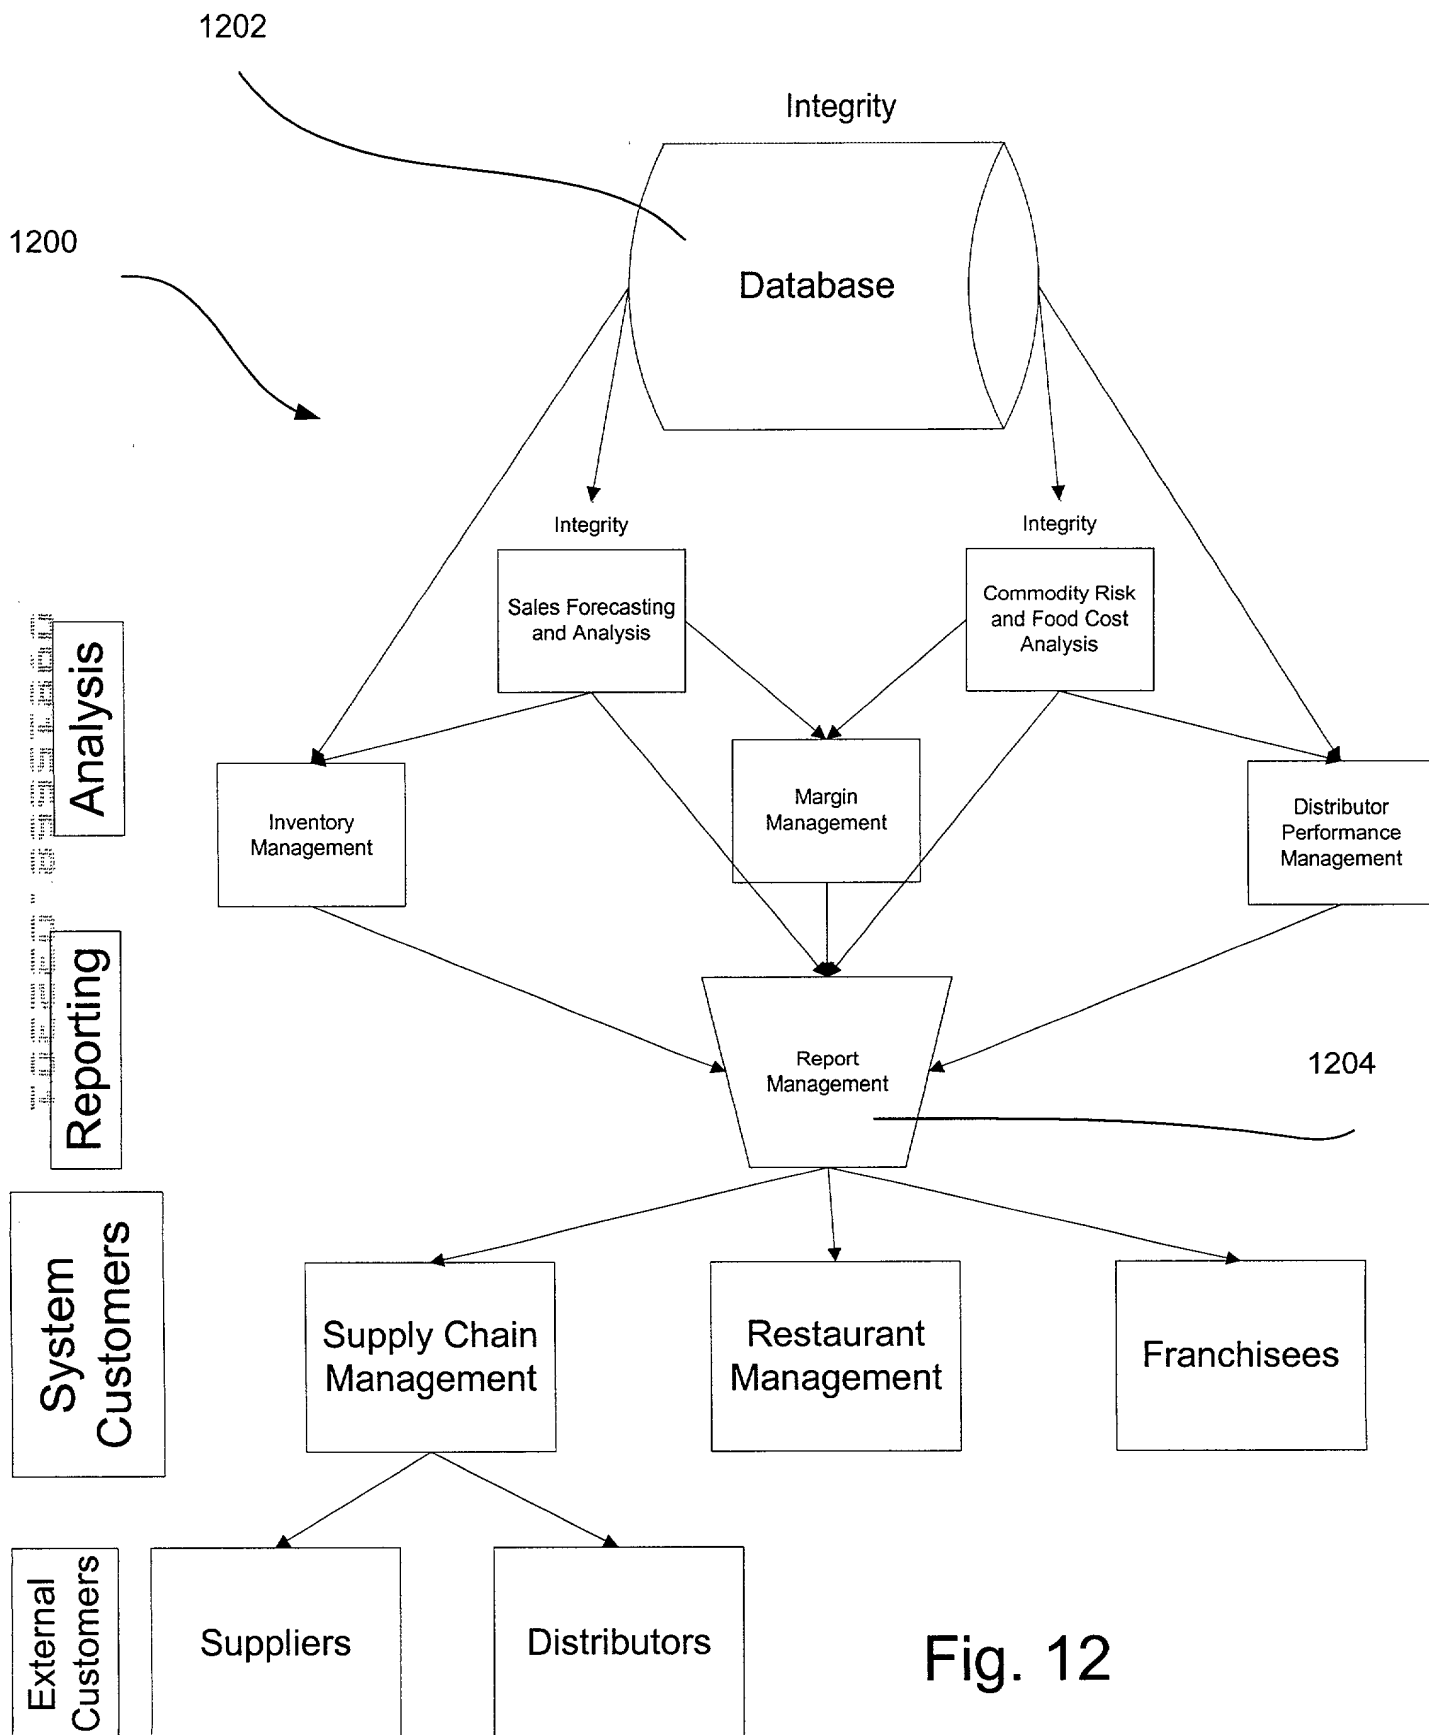 1202
Integrity
1200
Database
Integrity
Integrity
Sales Forecasting
and Analysis
Commodity Risk
and Food Cost
Analysis
Analysis
Inventory
Management
Margin
Management
Distributor
Performance
Management
Reporting
Report
Management
1204
System
Customers
Supply Chain
Management
Restaurant
Management
Franchisees
External
Customers
Suppliers
Distributors
Fig. 12